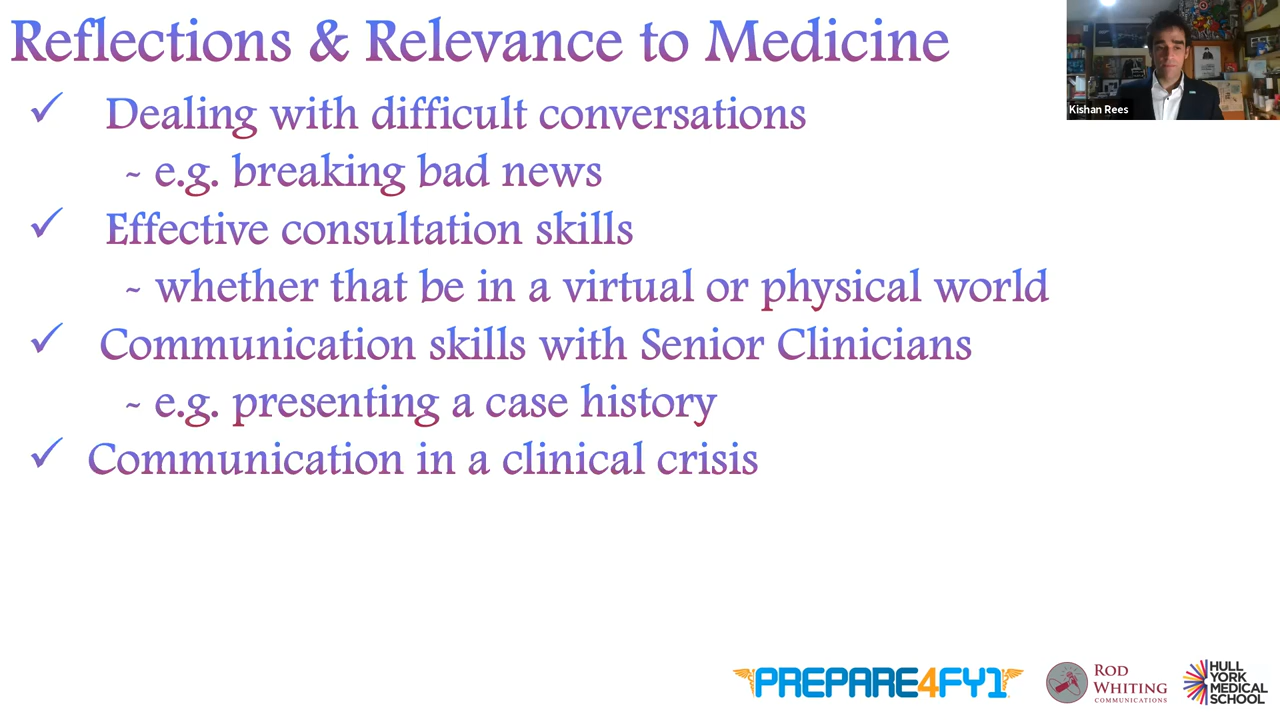 Reflections & Relevance to Medicine
Kishan Rees
✓ Dealing with difficult conversations
~ e.g. breaking bad news
✓ Effective consultation skills
~ whether that be in a virtual or physical world
✓ Communication skills with Senior Clinicians
~ e.g. presenting a case history
✓ Communication in a clinical crisis
PREPARE4FY1
ROD
WHITING
COMMUNICATIONS
HULL
YORK
MEDICAL
SCHOOL